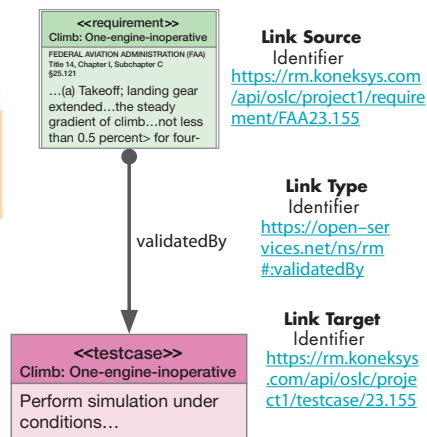 <<requirement>>
Climb: One-engine-inoperative
FEDERAL AVIATION ADMINISTRATION (FAA)
Title 14, Chapter I, Subchapter C
§25.121
…(a) Takeoff; landing gear
extended…the steady
gradient of climb…not less
than 0.5 percent> for four-
Link Source
Identifier
https://rm.koneksys.com
/api/oslc/project1/require
ment/FAA23.155
validatedBy
Link Type
Identifier
https://open–ser
vices.net/ns/rm
#:validatedBy
<<testcase>>
Climb: One-engine-inoperative
Perform simulation under
conditions…
Link Target
Identifier
https://rm.koneksys
.com/api/oslc/proje
ct1/testcase/23.155